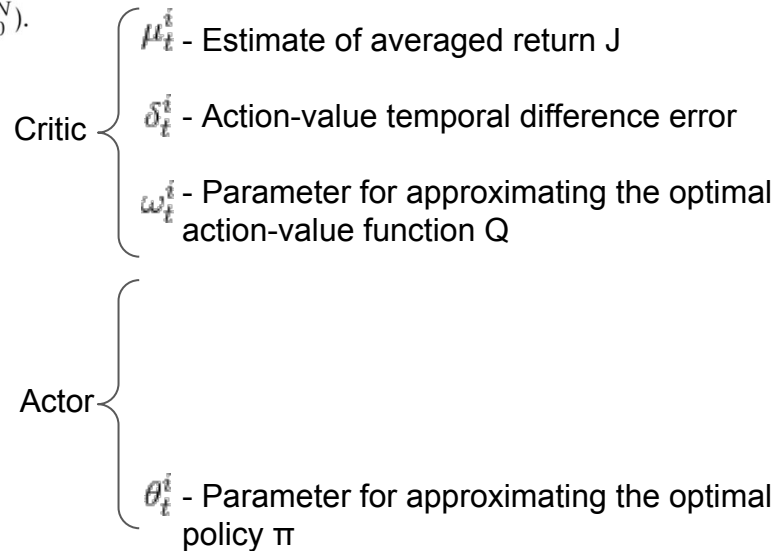 N
0 ).
μ_t^i - Estimate of averaged return J
Critic
δ_t^i - Action-value temporal difference error
ω_t^i - Parameter for approximating the optimal
action-value function Q
Actor
θ_t^i - Parameter for approximating the optimal
policy π